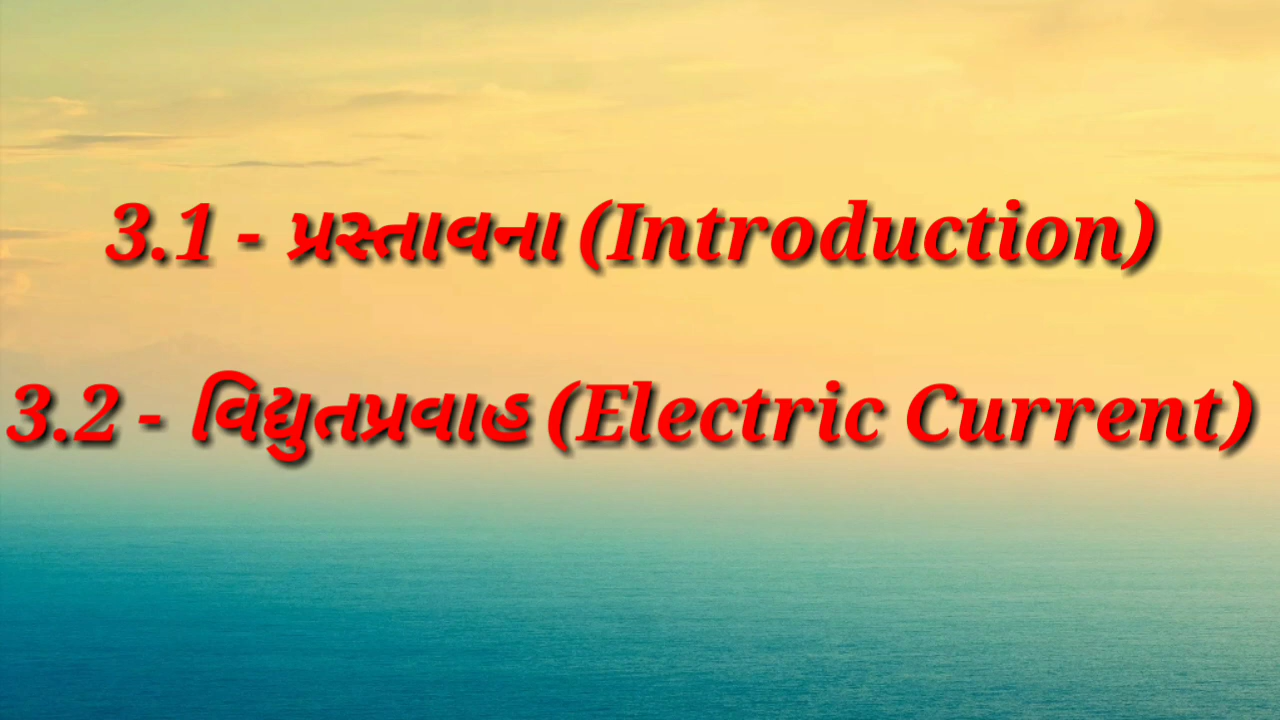 3.1 - પ્રસ્તાવના (Introduction)
3.2 - વિદ્યુતપ્રવાહ (Electric Current)